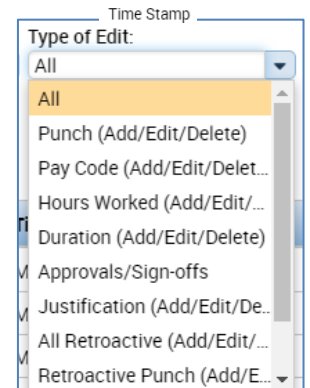 Time Stamp
Type of Edit:
All
All
Punch (Add/Edit/Delete)
Pay Code (Add/Edit/Delet...
Hours Worked (Add/Edit/...
Duration (Add/Edit/Delete)
Approvals/Sign-offs
Justification (Add/Edit/De...
All Retroactive (Add/Edit/...
Retroactive Punch (Add/E...